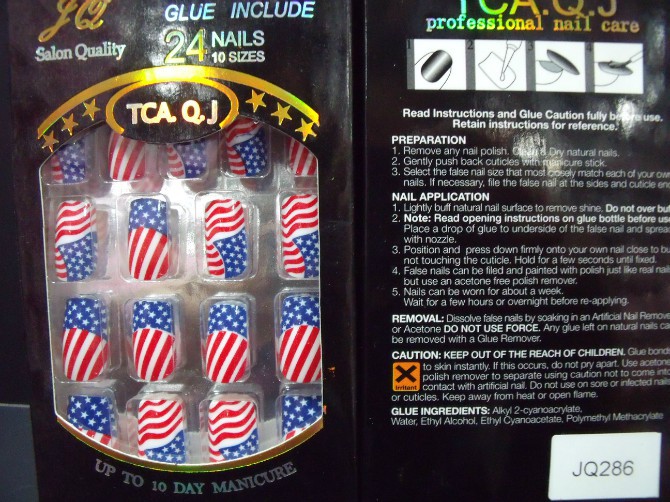 JQ
Salon Quality
GLUE INCLUDE
24 NAILS
10 SIZES
TCA. Q.J
UP TO 10 DAY MANICURE
TCA.Q.J
professional nail care
1 2 3 4
Read Instructions and Glue Caution fully before use.
Retain instructions for reference.
PREPARATION
1. Remove any nail polish. Clean & Dry natural nails.
2. Gently push back cuticles with manicure stick.
3. Select the false nail size that most closely match each of your own
nails. If necessary, file the false nail at the sides and cuticle
NAIL APPLICATION
1. Lightly buff natural nail surface to remove shine. Do not over
2. Note: Read opening instructions on glue bottle before
Place a drop of glue to underside of the false nail and
with nozzle.
3. Position and press down firmly onto your own nail close to
not touching the cuticle. Hold for a few seconds until fixed.
4. False nails can be filed and painted with polish just like real
but use an acetone free polish remover.
5. Nails can be worn for about a week.
Wait for a few hours or overnight before re-applying.
REMOVAL: Dissolve false nails by soaking in an Artificial Nail
or Acetone DO NOT USE FORCE. Any glue left on natural nails
be removed with a Glue Remover.
CAUTION: KEEP OUT OF THE REACH OF CHILDREN. Glue
to skin instantly. If this occurs, do not pry apart. Use
polish remover to separate using caution not to come
contact with artificial nail. Do not use on sore or infected
irritant
or cuticles. Keep away from heat or open flame.
GLUE INGREDIENTS: Alkyl 2-cyanoacrylate,
Water, Ethyl Alcohol, Ethyl Cyanoacetate, Polymethyl Methacrylate
JQ286